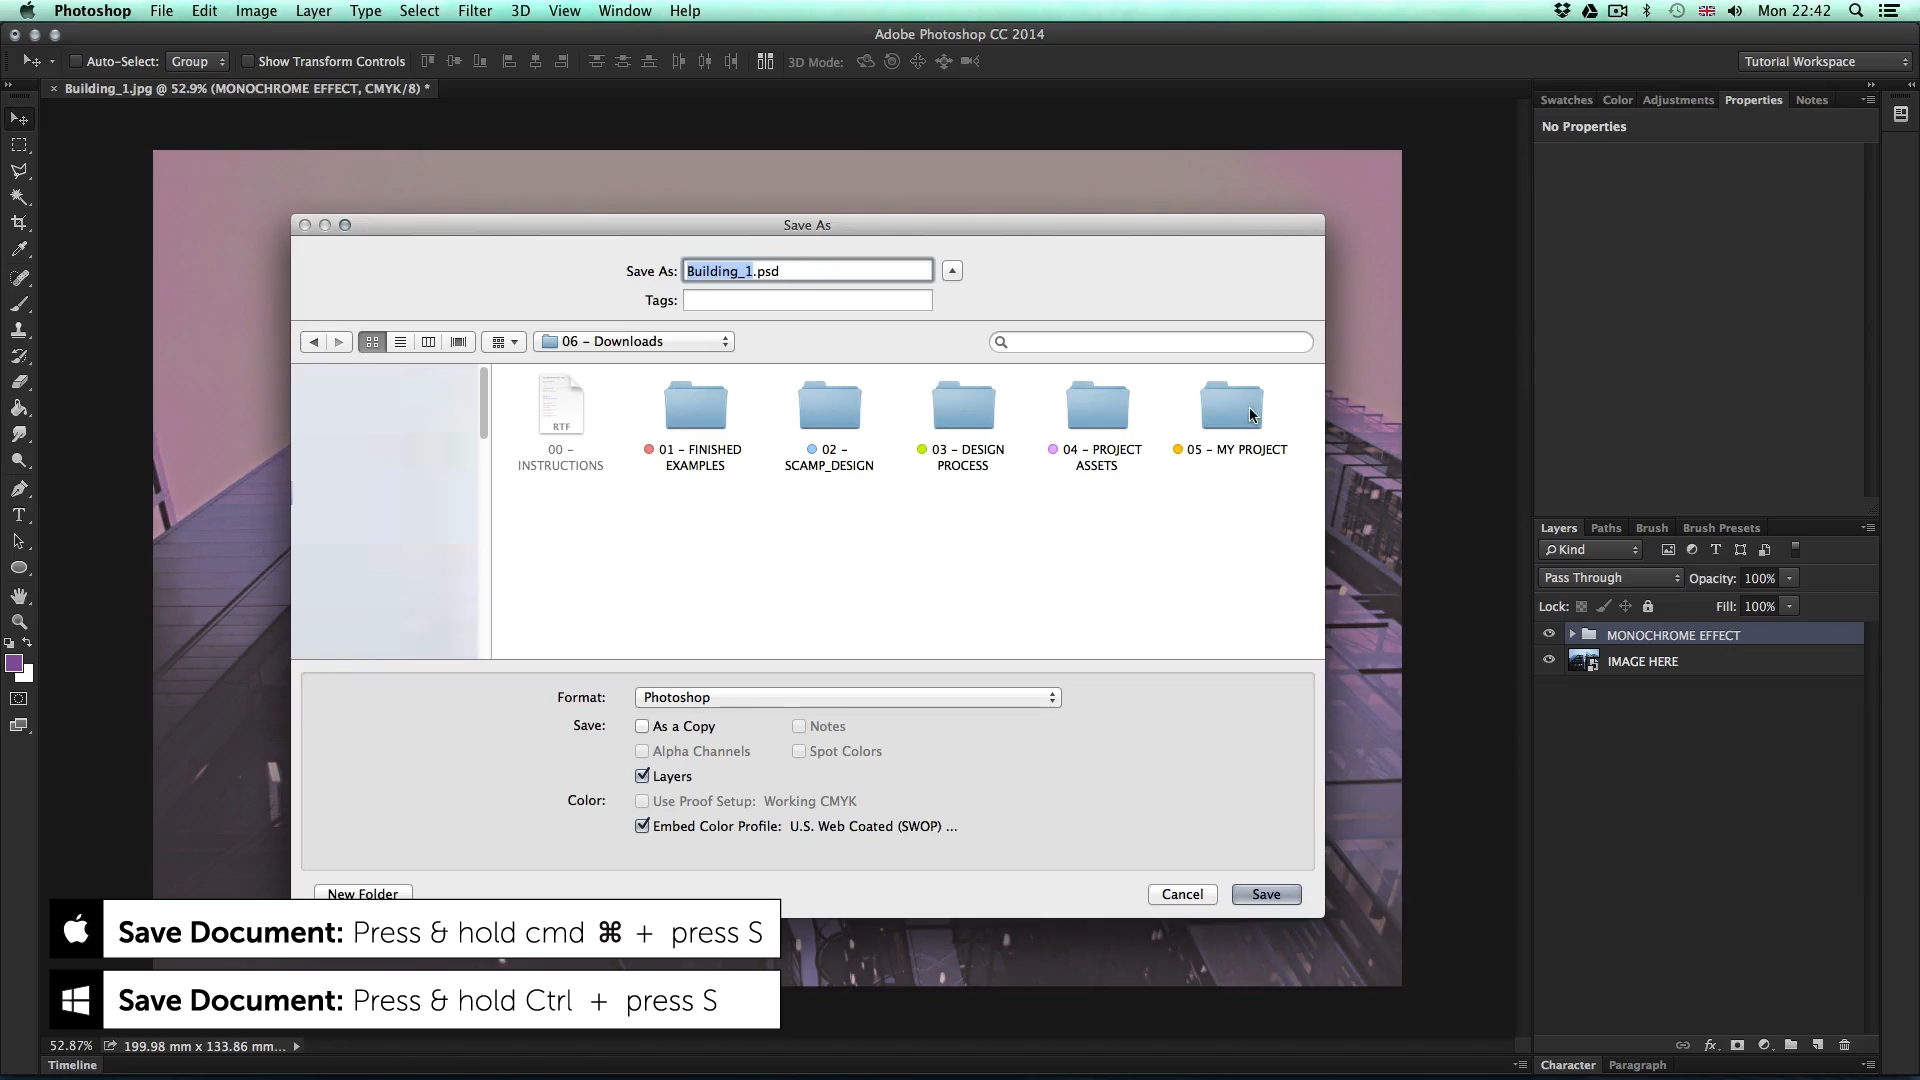 Photoshop File Edit Image Layer Type Select Filter 3D View Window Help Mon 22:42
Adobe Photoshop CC 2014
Auto-Select: Group Show Transform Controls 3D Mode: Tutorial Workspace
× Building_1.jpg @ 52.9% (MONOCHROME EFFECT, CMYK/8) *
Swatches Color Adjustments Properties Notes
No Properties
Save As
Save As: Building_1.psd
Tags:
06 – Downloads
RTF
00 –
INSTRUCTIONS
01 – FINISHED
EXAMPLES
02 –
SCAMP_DESIGN
03 – DESIGN
PROCESS
04 – PROJECT
ASSETS
05 – MY PROJECT
Format: Photoshop
Save: As a Copy Notes
Alpha Channels Spot Colors
Layers
Color: Use Proof Setup: Working CMYK
Embed Color Profile: U.S. Web Coated (SWOP) ...
New Folder Cancel Save
Layers Paths Brush Brush Presets
Kind
Pass Through Opacity: 100%
Lock: Fill: 100%
MONOCHROME EFFECT
IMAGE HERE
Save Document: Press & hold cmd ⌘ + press S
Save Document: Press & hold Ctrl + press S
52.87% 199.98 mm x 133.86 mm...
Timeline
fx
Character Paragraph